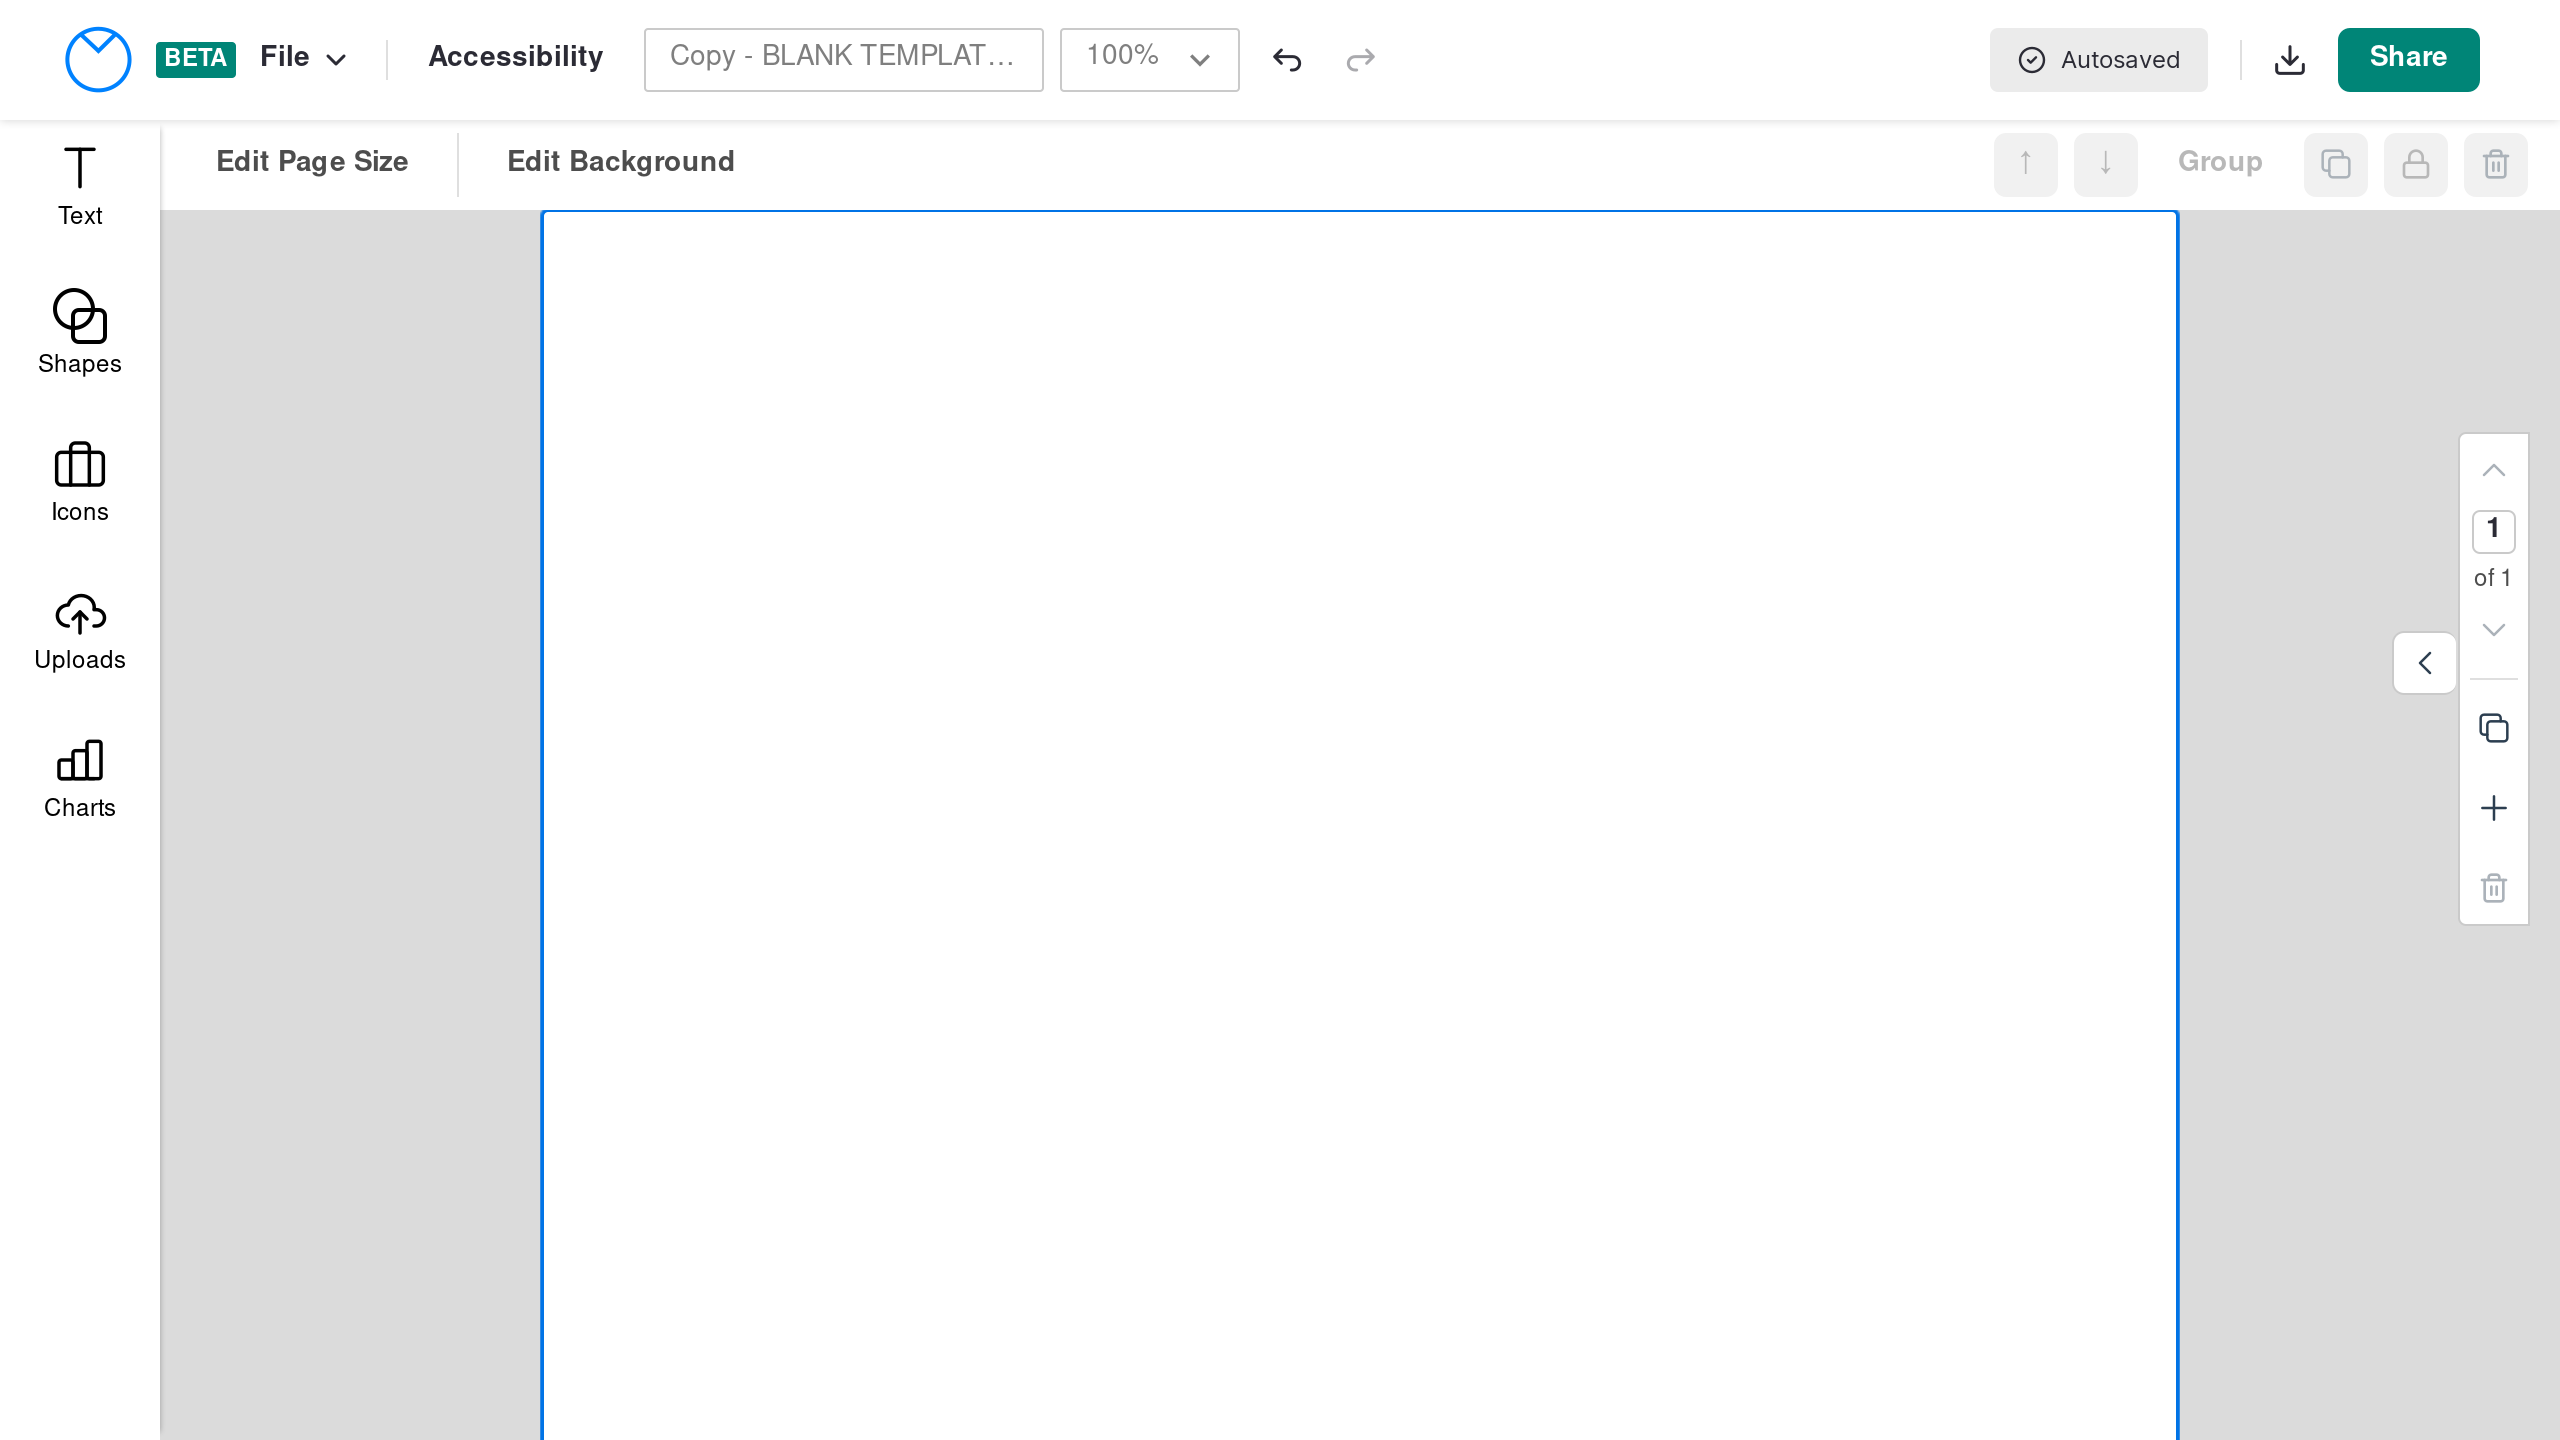 BETA File Accessibility Copy - BLANK TEMPLAT... 100% Autosaved Share
Edit Page Size Edit Background ↑ ↓ Group
Text
Shapes
Icons
Uploads
Charts
1
of 1